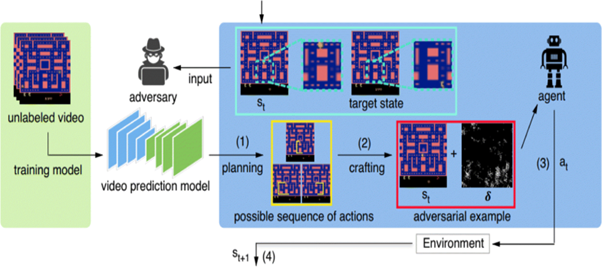 unlabeled video
training model
adversary
input
s_t
target state
agent
video prediction model
(1)
planning
possible sequence of actions
(2)
crafting
s_t
+
δ
adversarial example
(3)
a_t
Environment
s_{t+1}
(4)